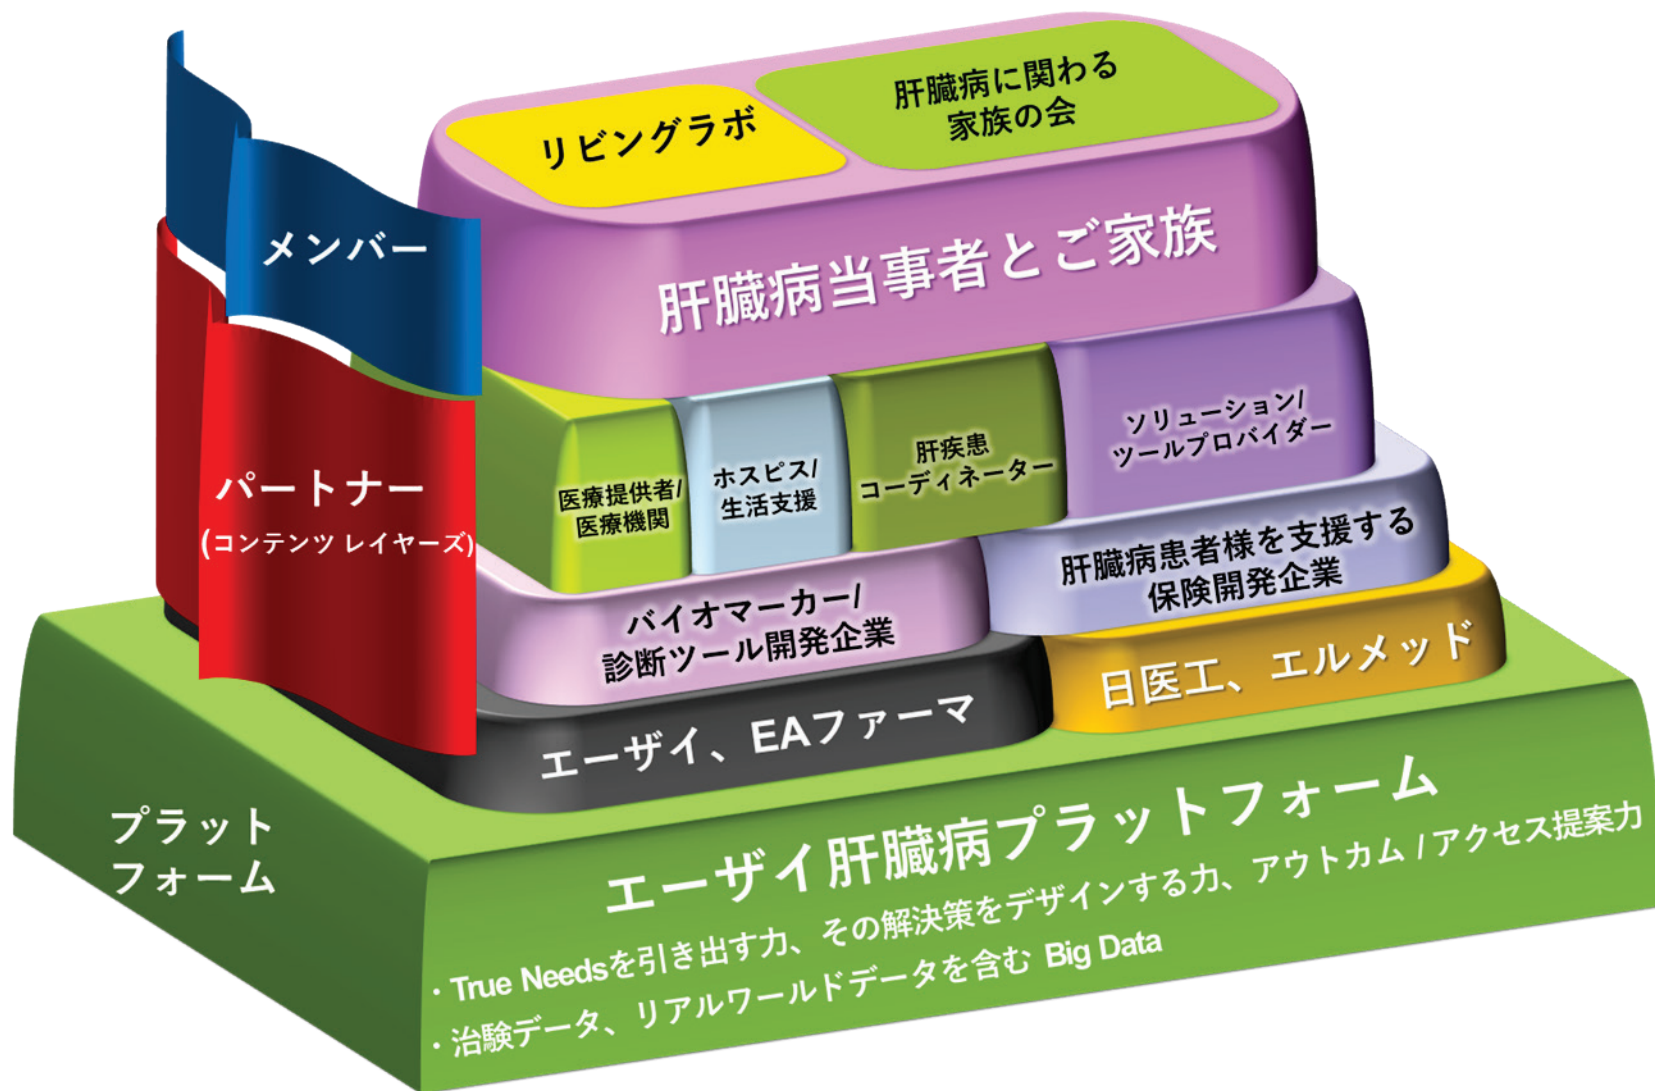 リビングラボ
肝臓病に関わる
家族の会
肝臓病当事者とご家族
メンバー
パートナー
(コンテンツ レイヤーズ)
医療提供者/
医療機関
ホスピス/
生活支援
肝疾患
コーディネーター
ソリューション/
ツールプロバイダー
バイオマーカー/
診断ツール開発企業
肝臓病患者様を支援する
保険開発企業
エーザイ、EAファーマ
日医工、エルメッド
プラット
フォーム
エーザイ肝臓病プラットフォーム
・True Needsを引き出す力、その解決策をデザインする力、アウトカム / アクセス提案力
・治験データ、リアルワールドデータを含む Big Data